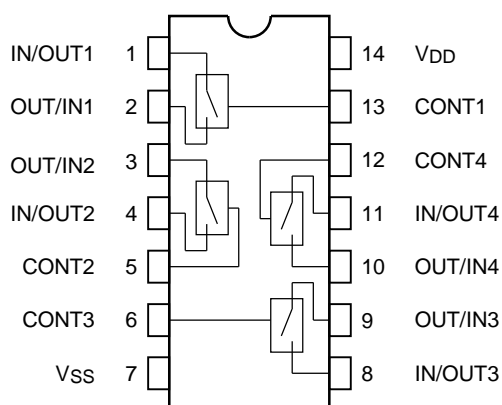 IN/OUT1 1 14 VDD
OUT/IN1 2 13 CONT1
OUT/IN2 3 12 CONT4
IN/OUT2 4 11 IN/OUT4
CONT2 5 10 OUT/IN4
CONT3 6 9 OUT/IN3
VSS 7 8 IN/OUT3